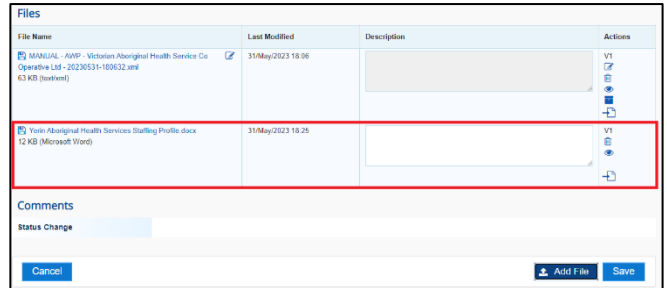 Files
File Name Last Modified Description Actions
MANUAL - AWP - Victorian Aboriginal Health Service Co 31/May/2023 18.06 V1
Operative Ltd - 20230531-180632.xml
63 KB (text/xml)
Yerin Aboriginal Health Services Staffing Profile.docx 31/May/2023 18.25 V1
12 KB (Microsoft Word)
Comments
Status Change
Cancel Add File Save